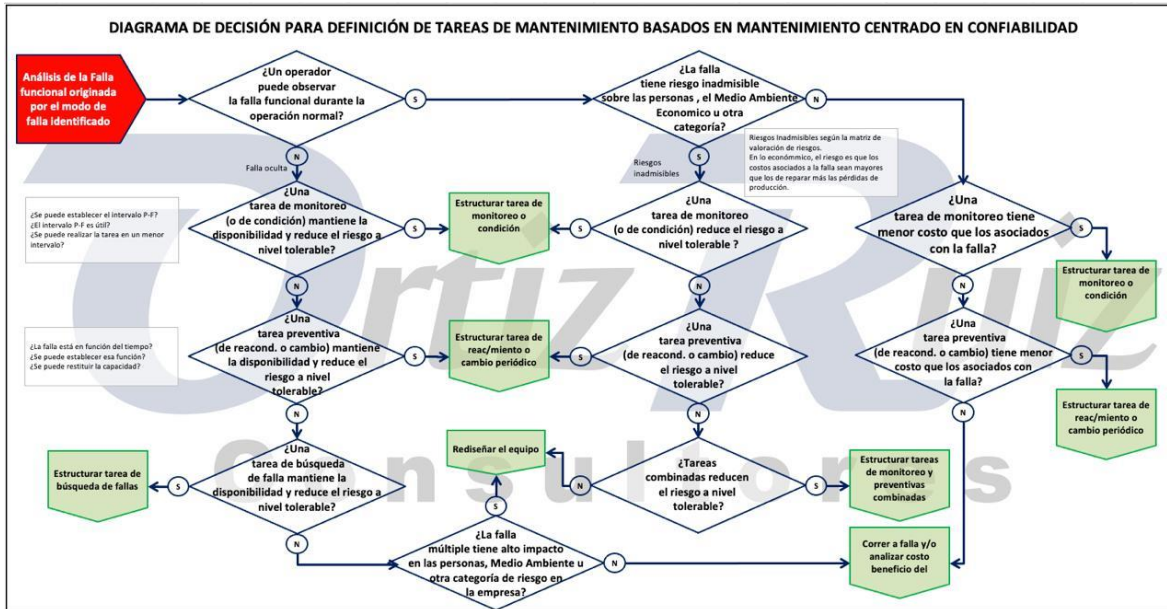 DIAGRAMA DE DECISIÓN PARA DEFINICIÓN DE TAREAS DE MANTENIMIENTO BASADOS EN MANTENIMIENTO CENTRADO EN CONFIABILIDAD
Análisis de la Falla
funcional originada
por el modo de
falla identificado
¿Un operador
puede observar
la falla funcional durante la
operación normal?
S
¿La falla
tiene riesgo inadmisible
sobre las personas , el Medio Ambiente
Economico u otra
categoría?
N
N
Falla oculta
Riesgos
inadmisibles
S
Riesgos Inadmisibles según la matriz de
valoración de riesgos.
En lo econónmico, el riesgo es que los
costos asociados a la falla sean mayores
que los de reparar más las pérdidas de
producción.
¿Se puede establecer el intervalo P-F?
¿El intervalo P-F es útil?
¿Se puede realizar la tarea en un menor
intervalo?
¿Una
tarea de monitoreo
(o de condición) mantiene la
disponibilidad y reduce el riesgo a
nivel tolerable?
S
Estructurar tarea de
monitoreo o
condición
S
¿Una
tarea de monitoreo
(o de condición) reduce el riesgo a
nivel tolerable ?
¿Una
tarea de monitoreo tiene
menor costo que los asociados
con la falla?
S
Estructurar tarea de
monitoreo o
condición
N
N
N
¿La falla está en función del tiempo?
¿Se puede establecer esa función?
¿Se puede restituir la capacidad?
¿Una
tarea preventiva
(de reacond. o cambio) mantiene
la disponibilidad y reduce el
riesgo a nivel
tolerable?
S
Estructurar tarea de
reac/miento o
cambio periódico
S
¿Una
tarea preventiva
(de reacond. o cambio) reduce
el riesgo a nivel
tolerable?
¿Una
tarea preventiva
(de reacond. o cambio) tiene menor
costo que los asociados con
la falla?
S
Estructurar tarea de
reac/miento o
cambio periódico
N
N
N
Estructurar tarea de
búsqueda de fallas
S
¿Una
tarea de búsqueda
de falla mantiene la
disponibilidad y reduce el riesgo a
nivel tolerable?
Rediseñar el equipo
N
¿Tareas
combinadas reducen
el riesgo a nivel
tolerable?
S
Estructurar tareas
de monitoreo y
preventivas
combinadas
S
N
¿La falla
múltiple tiene alto impacto
en las personas, Medio Ambiente u
otra categoría de riesgo en
la empresa?
N
Correr a falla y/o
analizar costo
beneficio del
Ortiz Ruiz
Consultores